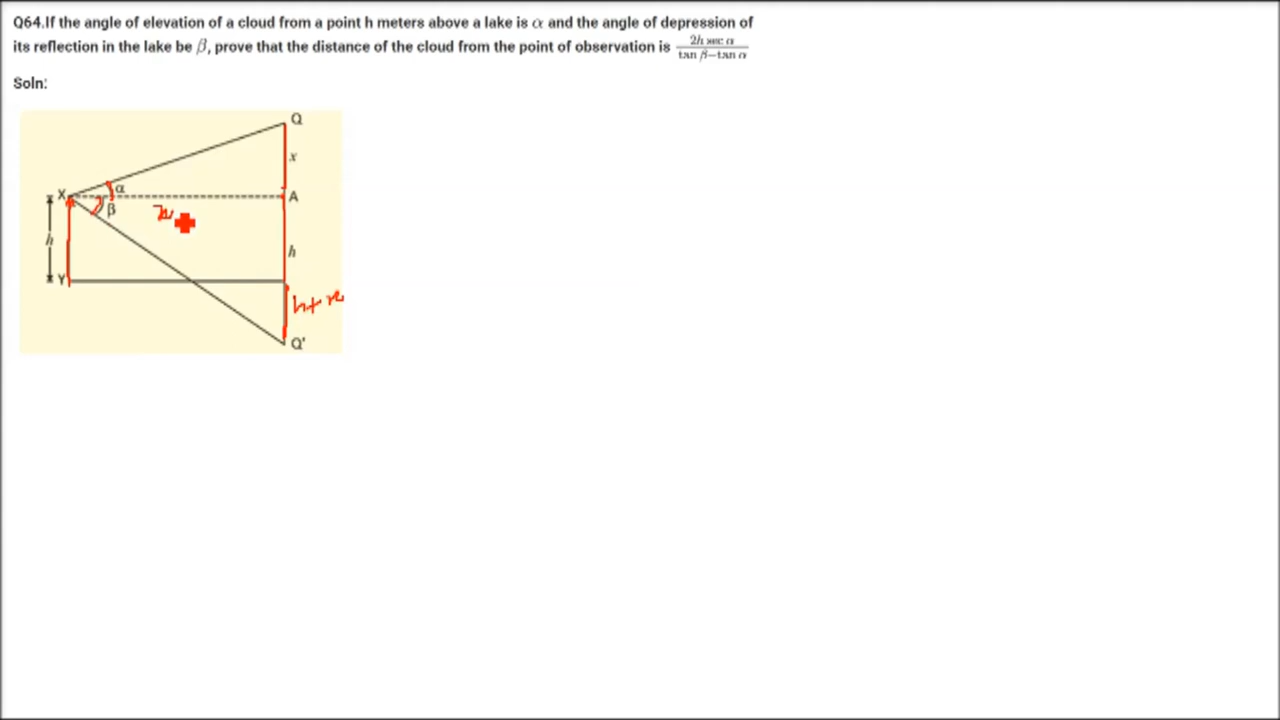 Q64.If the angle of elevation of a cloud from a point h meters above a lake is α and the angle of depression of
its reflection in the lake be β, prove that the distance of the cloud from the point of observation is 2h sec α / tan β−tan α
Soln:
Q
x
X
α
A
β
h
h
Y
h+x
Q'